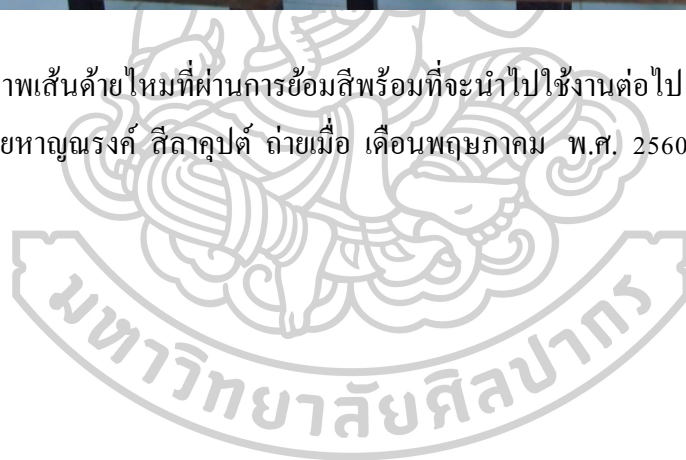 าพเส้นด้ายไหมที่ผ่านการย้อมสีพร้อมที่จะนำไปใช้งานต่อไป
ยหาญณรงค์ สีลาคุปต์ ถ่ายเมื่อ เดือนพฤษภาคม พ.ศ. 2560
มหาวิทยาลัยศิลปากร